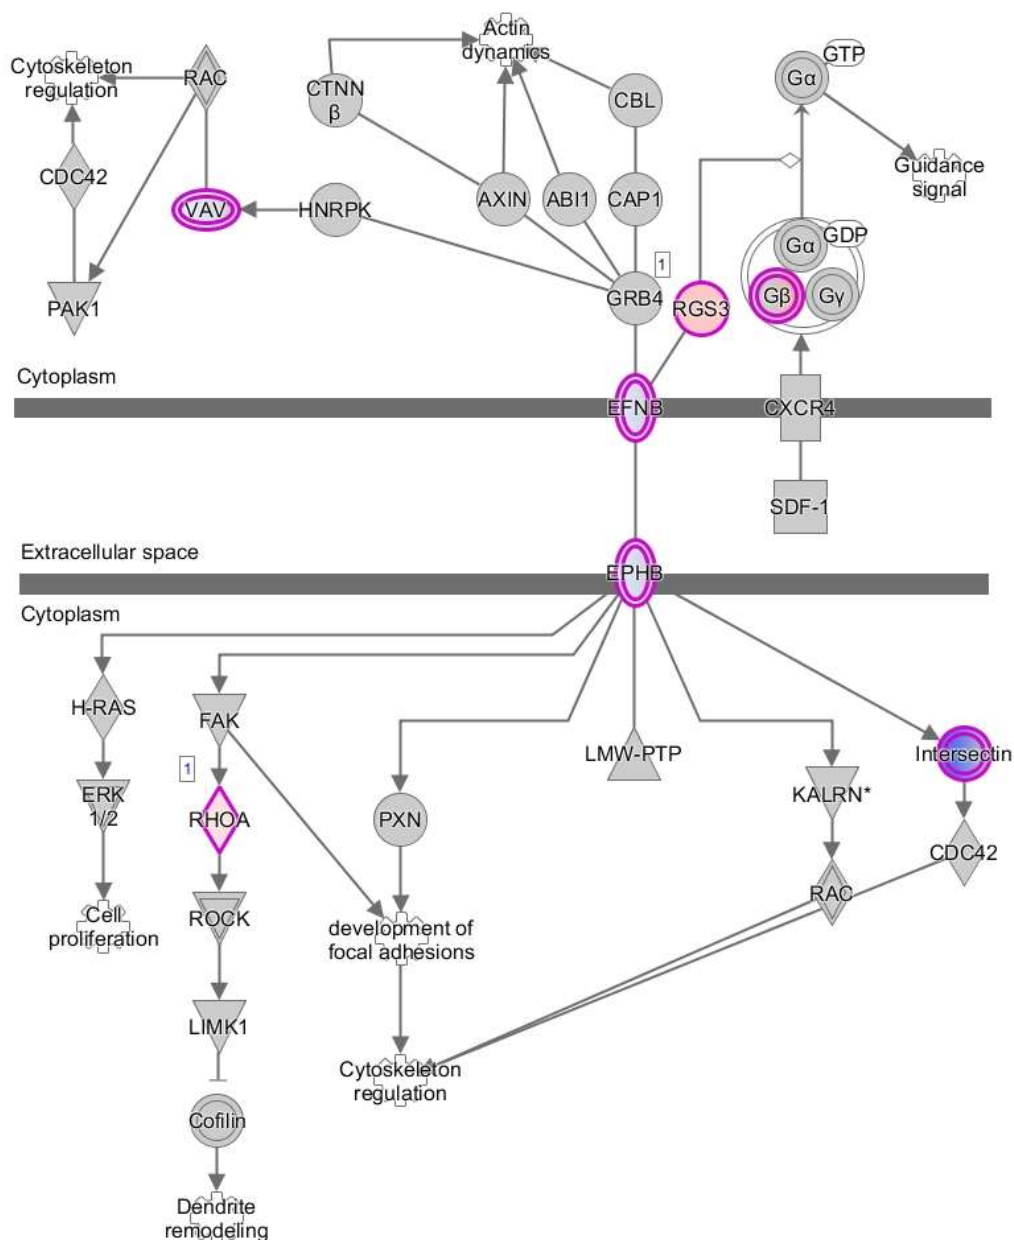 Actin
dynamics
GTP
Gα
Cytoskeleton
regulation
RAC
CTNN
β
CBL
Guidance
signal
CDC42
VAV
HNRPK
AXIN
ABI1
CAP1
Gα
GDP
1
GRB4
RGS3
Gβ
Gγ
PAK1
Cytoplasm
EFNB
CXCR4
SDF-1
Extracellular space
EPHB
Cytoplasm
H-RAS
FAK
LMW-PTP
Intersectin
1
ERK
1/2
RHOA
PXN
KALRN*
CDC42
RAC
Cell
proliferation
ROCK
development of
focal adhesions
LIMK1
Cytoskeleton
regulation
Cofilin
Dendrite
remodeling